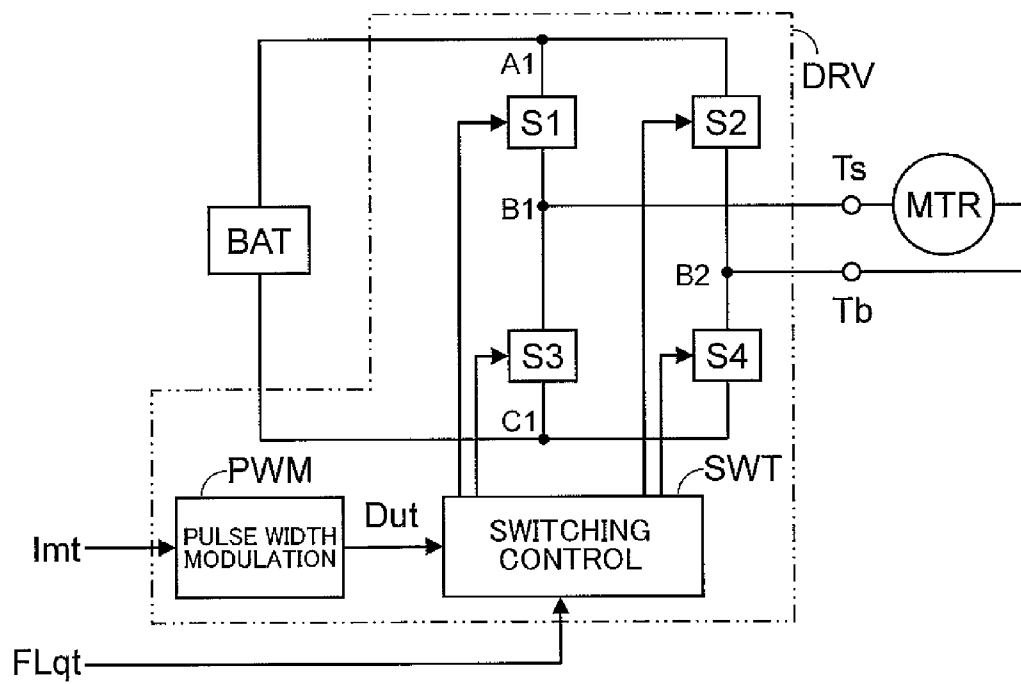 A1
DRV
S1
S2
Ts
MTR
B1
BAT
B2
Tb
S3
S4
C1
PWM
SWT
Imt
PULSE WIDTH
MODULATION
Dut
SWITCHING
CONTROL
FLqt